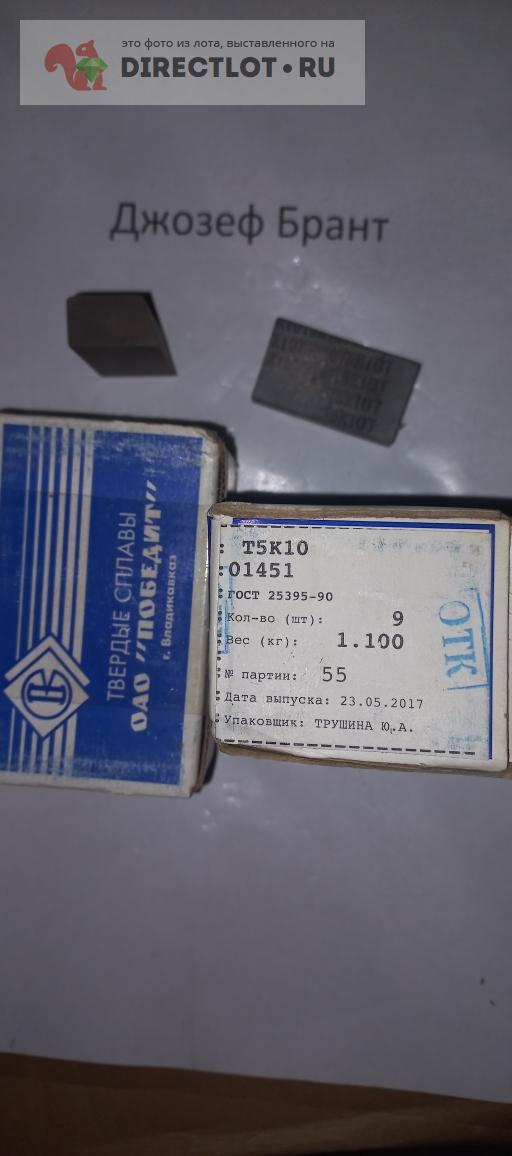 это фото из лота, выставленного на
DIRECTLOT.RU
Джозеф Брант
ТВЕРДЫЕ СПЛАВЫ
ОАО "ПОБЕДИТ"
г. Владикавказ
Т5К10
01451
ГОСТ 25395-90
Кол-во (шт): 9
Вес (кг): 1.100
№ партии: 55
Дата выпуска: 23.05.2017
Упаковщик: ТРУШИНА Ю.А.
ОТК